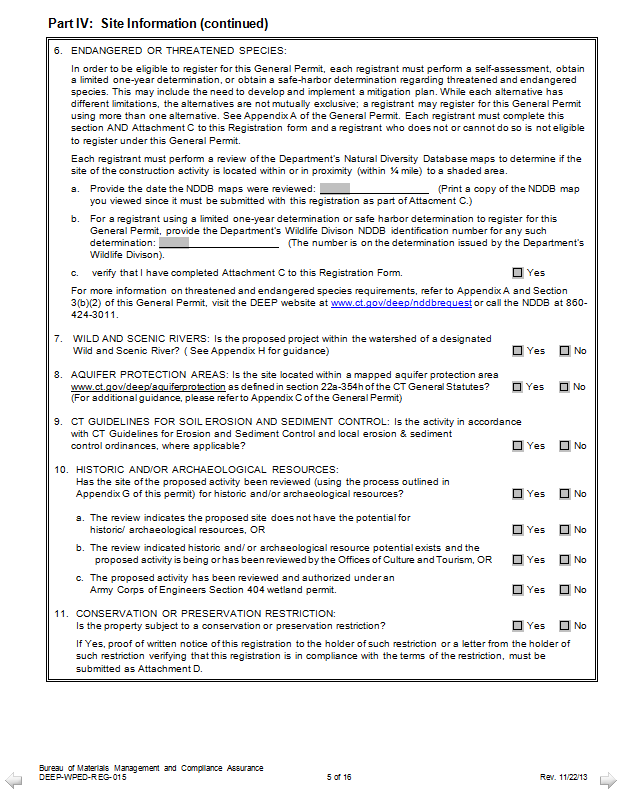 Part IV: Site Information (continued)
6. ENDANGERED OR THREATENED SPECIES:
In order to be eligible to register for this General Permit, each registrant must perform a self-assessment, obtain
a limited one-year determination, or obtain a safe-harbor determination regarding threatened and endangered
species. This may include the need to develop and implement a mitigation plan. While each alternative has
different limitations, the alternatives are not mutually exclusive; a registrant may register for this General Permit
using more than one alternative. See Appendix A of the General Permit. Each registrant must complete this
section AND Attachment C to this Registration form and a registrant who does not or cannot do so is not eligible
to register under this General Permit.
Each registrant must perform a review of the Department's Natural Diversity Database maps to determine if the
site of the construction activity is located within or in proximity (within ¼ mile) to a shaded area.
a. Provide the date the NDDB maps were reviewed: (Print a copy of the NDDB map
you viewed since it must be submitted with this registration as part of Attacment C.)
b. For a registrant using a limited one-year determination or safe harbor determination to register for this
General Permit, provide the Department's Wildlife Divison NDDB identification number for any such
determination: (The number is on the determination issued by the Department's
Wildlife Divison).
c. verify that I have completed Attachment C to this Registration Form. Yes
For more information on threatened and endangered species requirements, refer to Appendix A and Section
3(b)(2) of this General Permit, visit the DEEP website at www.ct.gov/deep/nddbrequest or call the NDDB at 860-
424-3011.
7. WILD AND SCENIC RIVERS: Is the proposed project within the watershed of a designated
Wild and Scenic River? ( See Appendix H for guidance) Yes No
8. AQUIFER PROTECTION AREAS: Is the site located within a mapped aquifer protection area
www.ct.gov/deep/aquiferprotection as defined in section 22a-354h of the CT General Statutes? Yes No
(For additional guidance, please refer to Appendix C of the General Permit)
9. CT GUIDELINES FOR SOIL EROSION AND SEDIMENT CONTROL: Is the activity in accordance
with CT Guidelines for Erosion and Sediment Control and local erosion & sediment
control ordinances, where applicable? Yes No
10. HISTORIC AND/OR ARCHAEOLOGICAL RESOURCES:
Has the site of the proposed activity been reviewed (using the process outlined in
Appendix G of this permit) for historic and/or archaeological resources? Yes No
a. The review indicates the proposed site does not have the potential for
historic/ archaeological resources, OR Yes No
b. The review indicated historic and/ or archaeological resource potential exists and the
proposed activity is being or has been reviewed by the Offices of Culture and Tourism, OR Yes No
c. The proposed activity has been reviewed and authorized under an
Army Corps of Engineers Section 404 wetland permit. Yes No
11. CONSERVATION OR PRESERVATION RESTRICTION:
Is the property subject to a conservation or preservation restriction? Yes No
If Yes, proof of written notice of this registration to the holder of such restriction or a letter from the holder of
such restriction verifying that this registration is in compliance with the terms of the restriction, must be
submitted as Attachment D.
Bureau of Materials Management and Compliance Assurance
DEEP-WPED-REG-015 5 of 16 Rev. 11/22/13